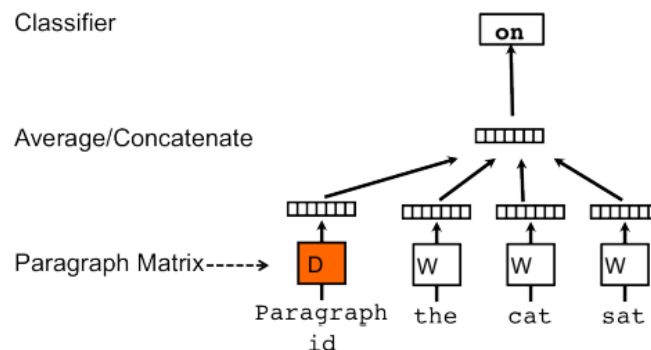 Classifier
on
Average/Concatenate
Paragraph Matrix
D
W
W
W
Paragraph
id
the
cat
sat